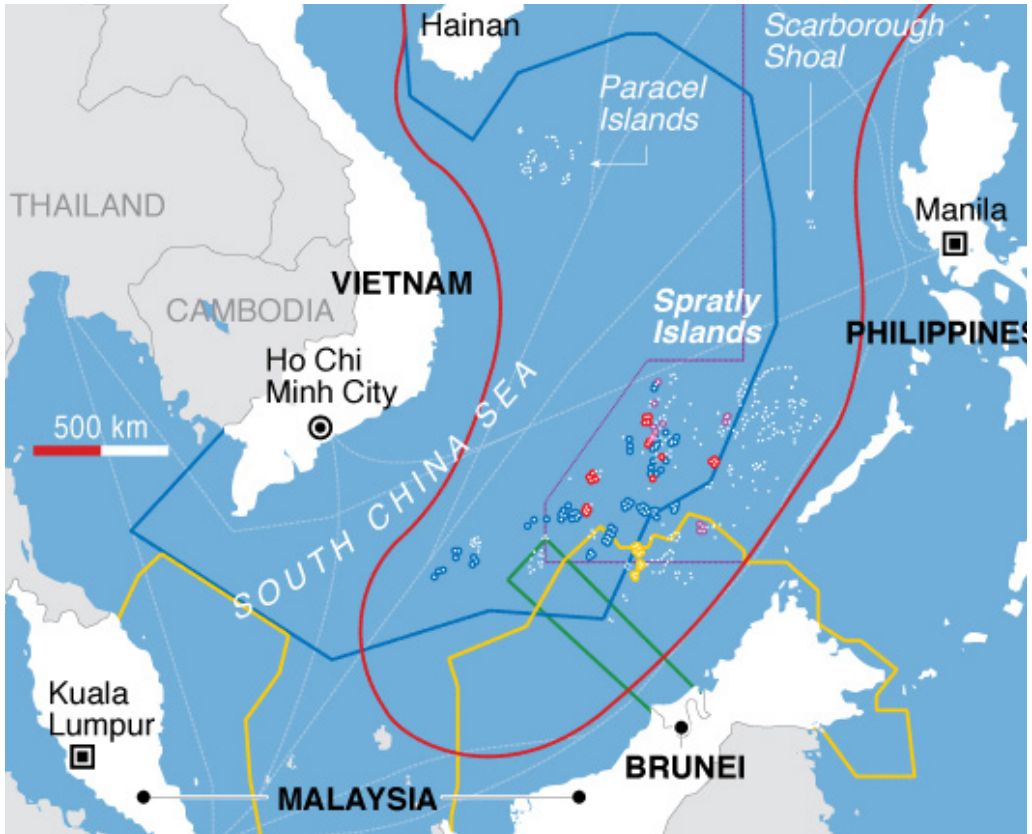 Hainan
Scarborough
Shoal
Paracel
Islands
THAILAND
Manila
VIETNAM
CAMBODIA
Spratly
Islands
PHILIPPINES
Ho Chi
Minh City
500 km
SOUTH CHINA SEA
Kuala
Lumpur
BRUNEI
MALAYSIA